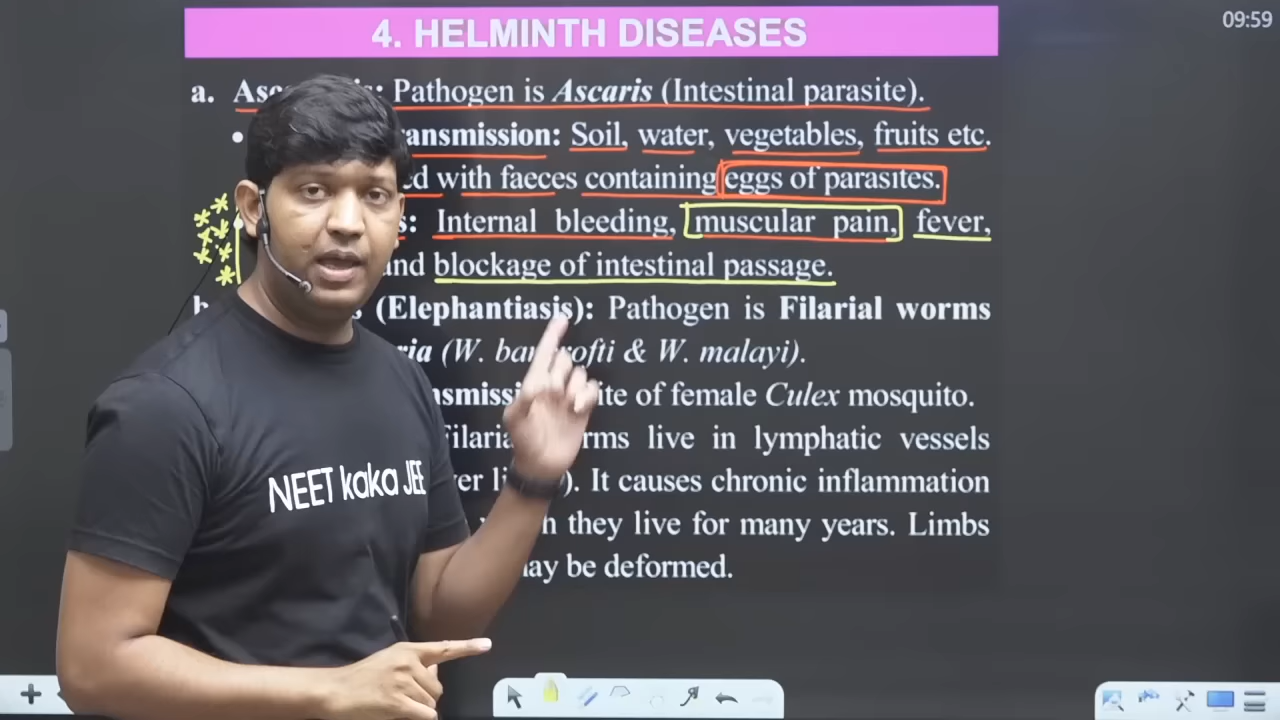 09:59
4. HELMINTH DISEASES
a. Pathogen is Ascaris (Intestinal parasite).
• Soil, water, vegetables, fruits etc.
with faeces containing eggs of parasites.
Internal bleeding, muscular pain, fever,
blockage of intestinal passage.
(Elephantiasis): Pathogen is Filarial worms
(W. & W. malayi).
of female Culex mosquito.
live in lymphatic vessels
It causes chronic inflammation
they live for many years. Limbs
be deformed.
NEET kaka JEE